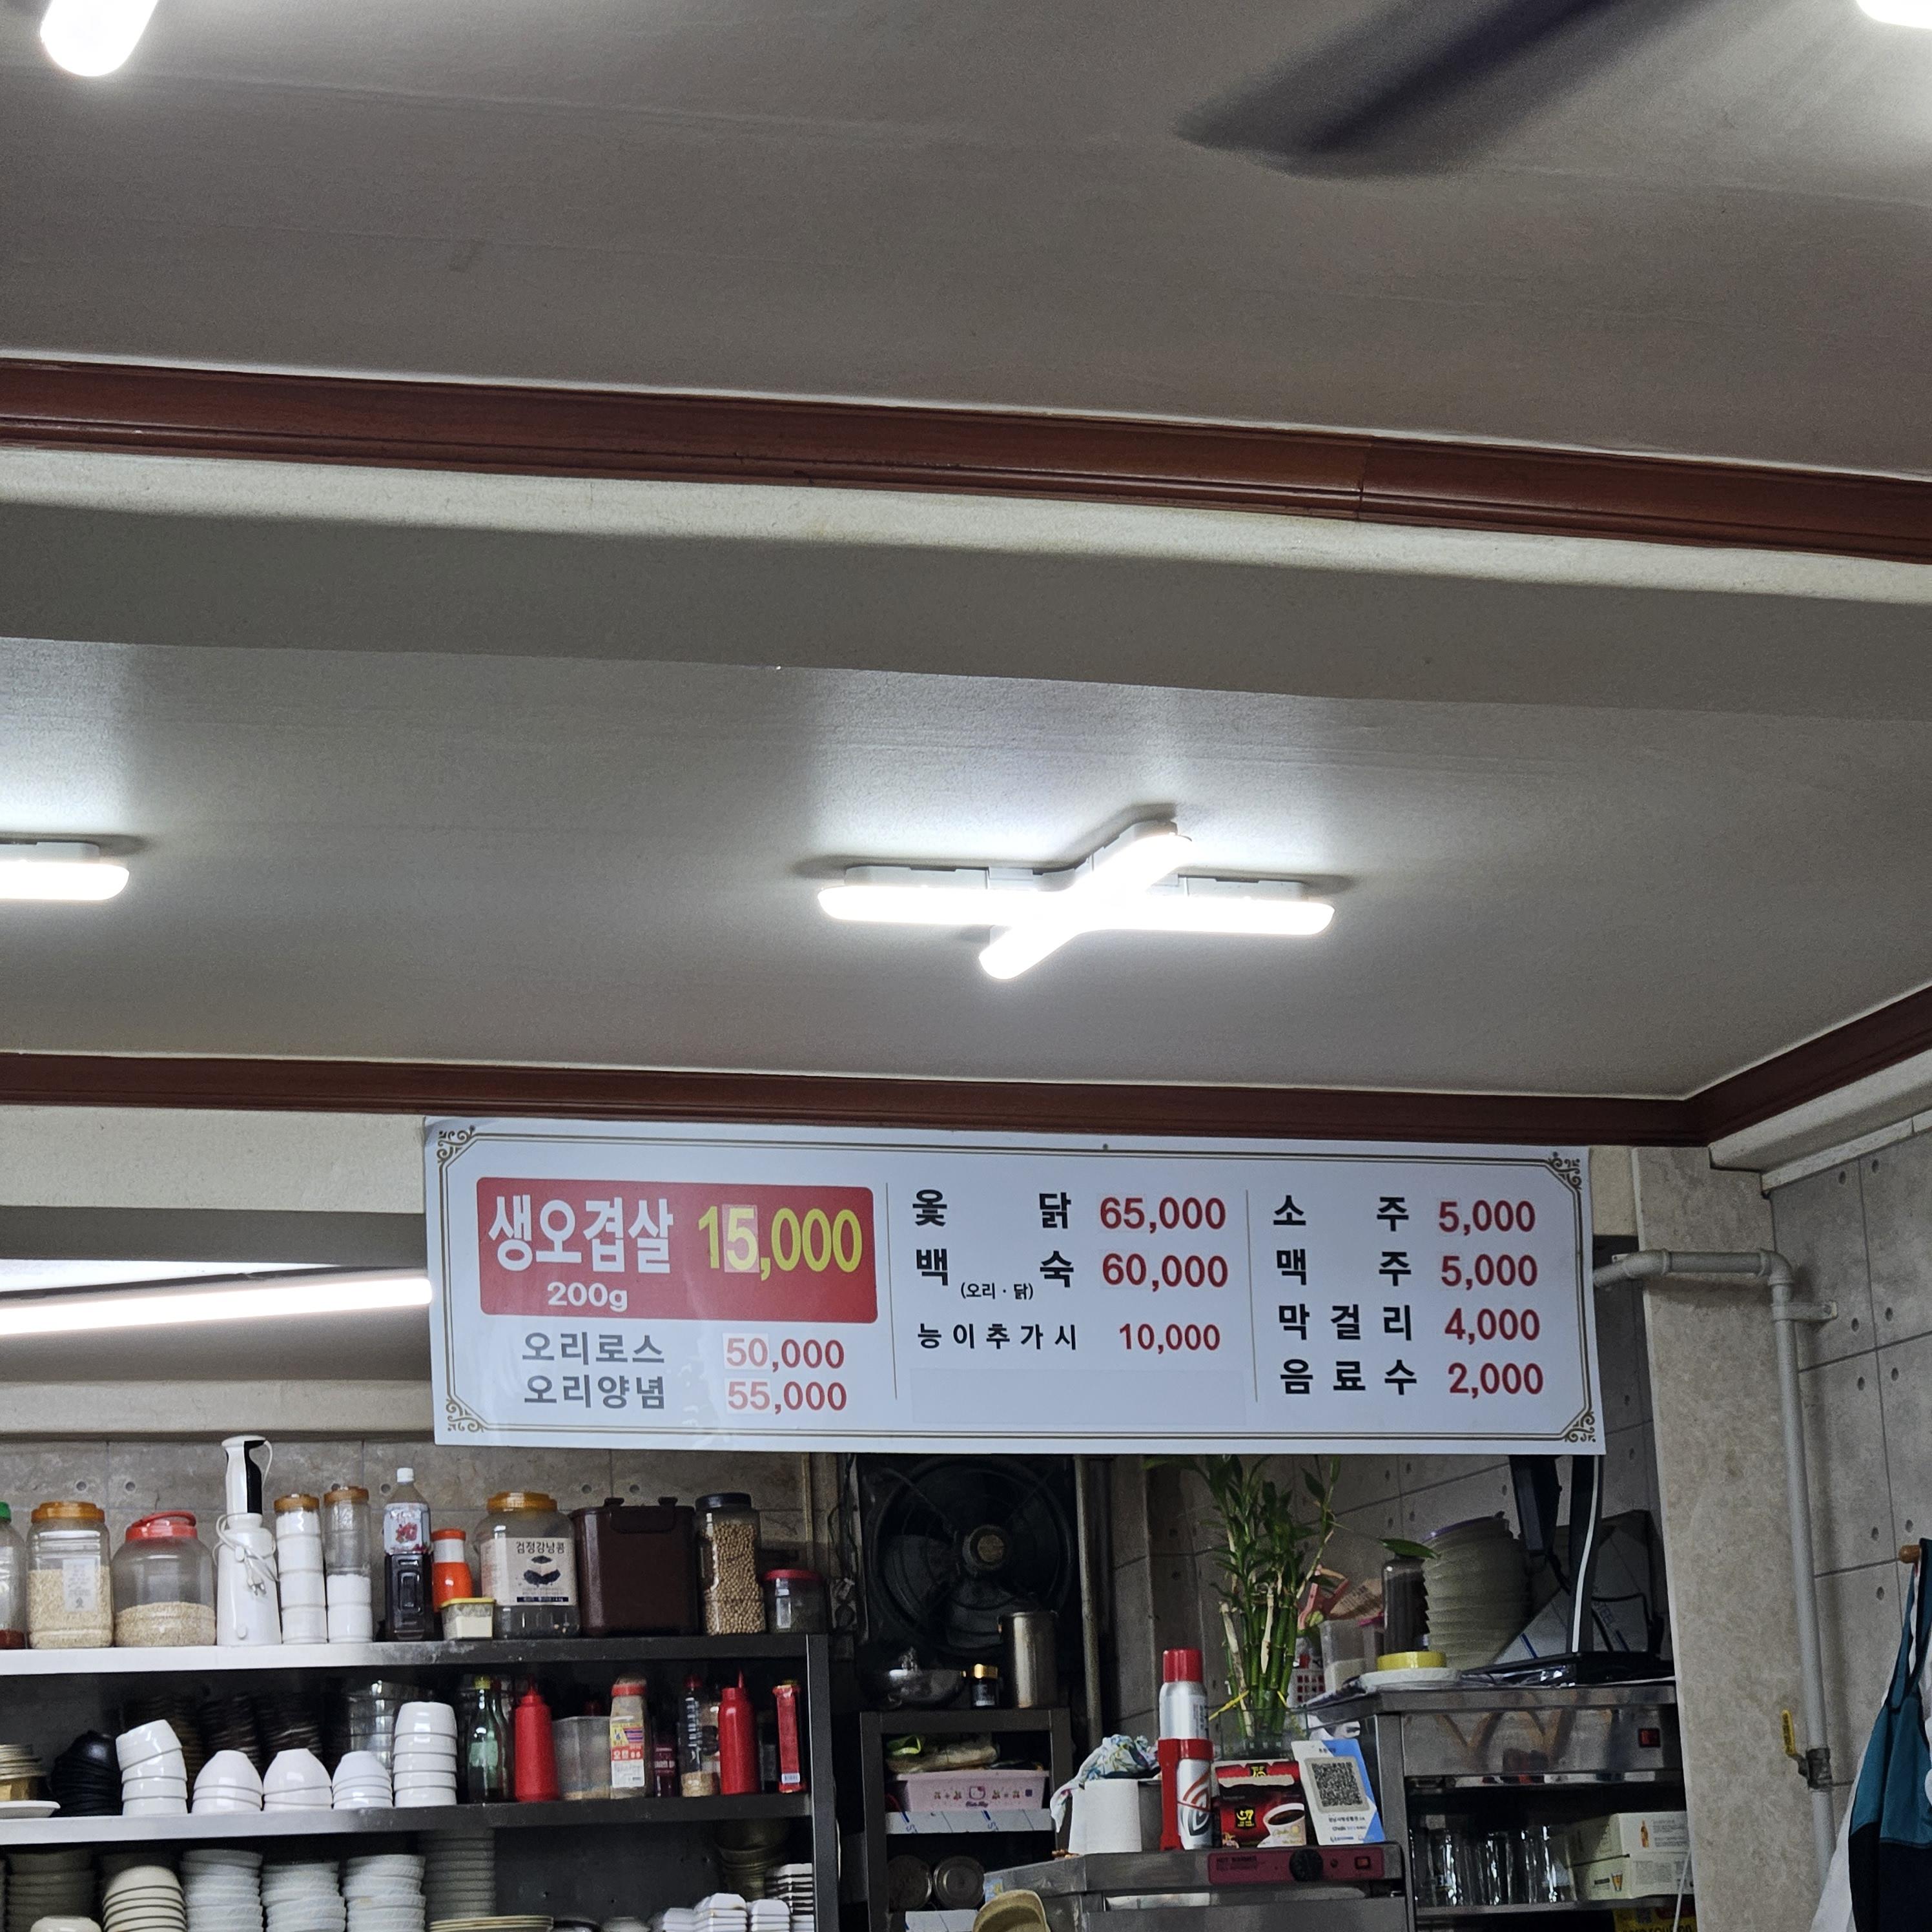 생오겹살 15,000
200g
오리로스 50,000
오리양념 55,000
옻 닭 65,000
백 숙 60,000
(오리 · 닭)
능이추가시 10,000
소 주 5,000
맥 주 5,000
막걸리 4,000
음료수 2,000
검정강낭콩
G7